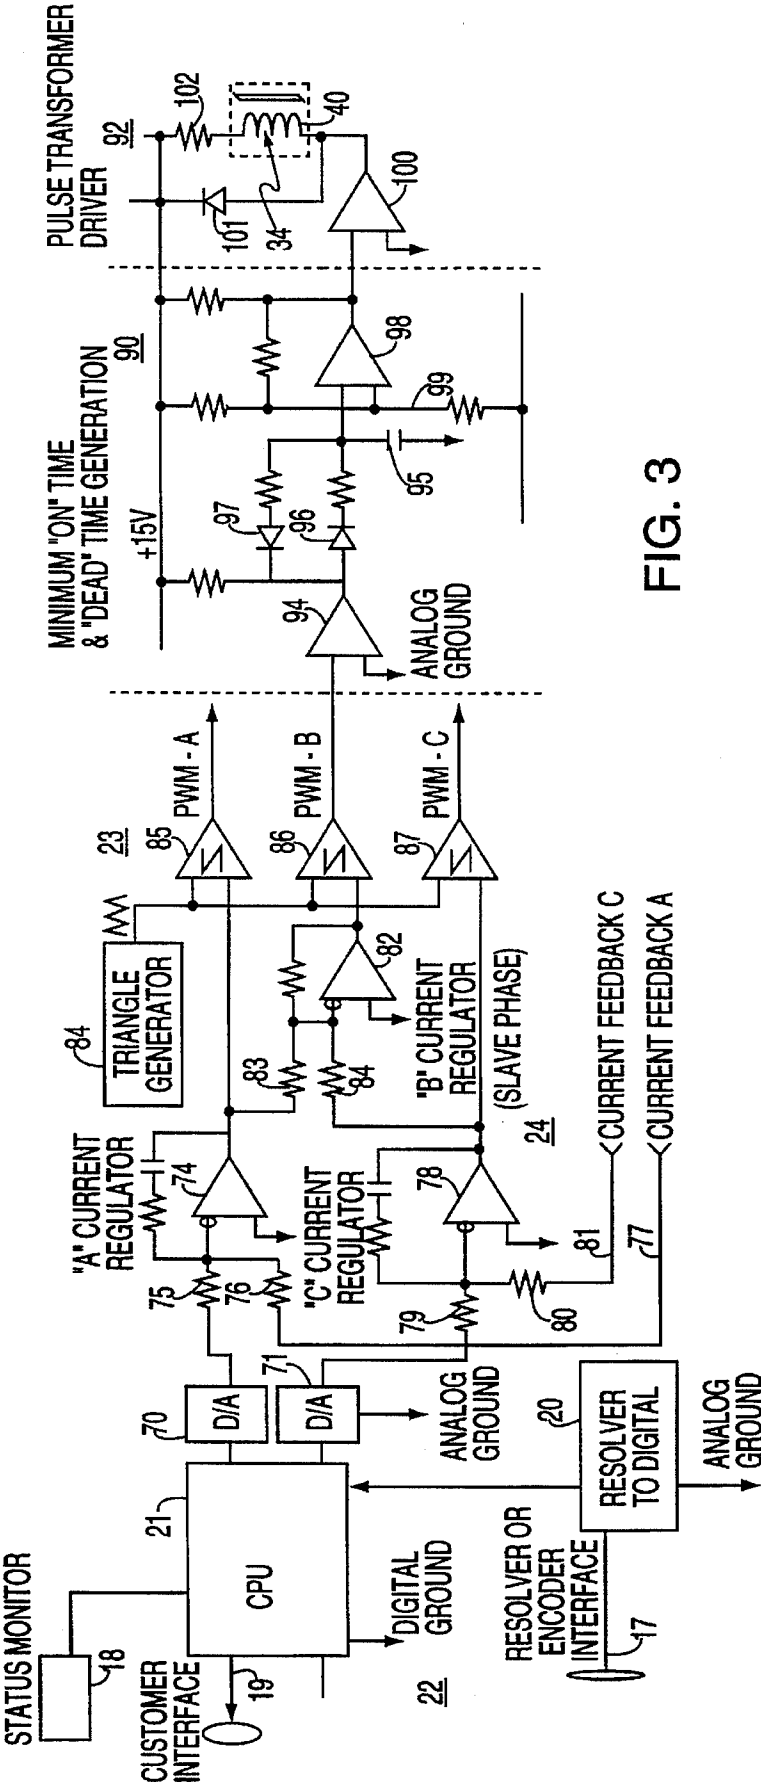 STATUS MONITOR
18
CUSTOMER
INTERFACE
19
22
21
CPU
DIGITAL
GROUND
RESOLVER OR
ENCODER
INTERFACE
17
20
RESOLVER
TO DIGITAL
ANALOG
GROUND
70
D/A
71
D/A
ANALOG
GROUND
"A" CURRENT
REGULATOR
74
75
76
"C" CURRENT
REGULATOR
78
79
80
81
77
CURRENT FEEDBACK C
CURRENT FEEDBACK A
24
84
TRIANGLE
GENERATOR
83
84
82
"B" CURRENT
REGULATOR
(SLAVE PHASE)
23
85
86
87
PWM - A
PWM - B
PWM - C
MINIMUM "ON" TIME
& "DEAD" TIME GENERATION
90
+15V
94
ANALOG
GROUND
97
96
95
98
99
PULSE TRANSFORMER
DRIVER
92
102
101
34
40
100
FIG. 3